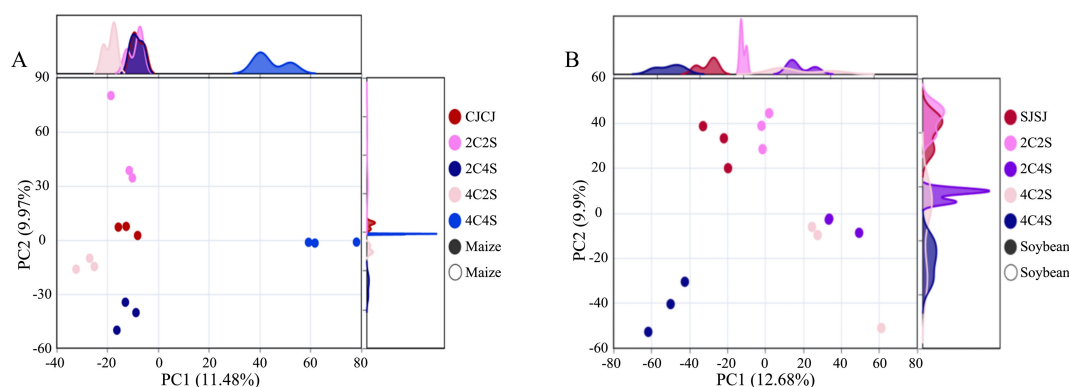 A
90
60
30
0
-30
-60
PC2 (9.97%)
-40 -20 0 20 40 60 80
PC1 (11.48%)
CJCJ
2C2S
2C4S
4C2S
4C4S
Maize
Maize
B
60
40
20
0
-20
-40
-60
PC2 (9.9%)
-80 -60 -40 -20 0 20 40 60 80
PC1 (12.68%)
SJSJ
2C2S
2C4S
4C2S
4C4S
Soybean
Soybean